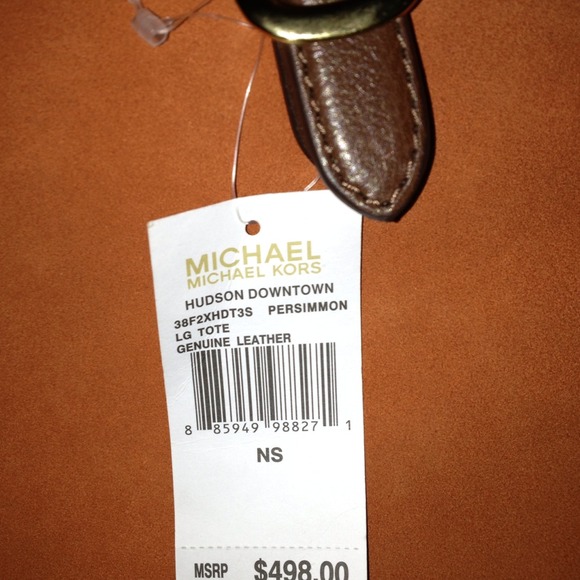 MICHAEL
MICHAEL KORS
HUDSON DOWNTOWN
38F2XHDT3S PERSIMMON
LG TOTE
GENUINE LEATHER
8 85949 98827 1
NS
MSRP $498.00